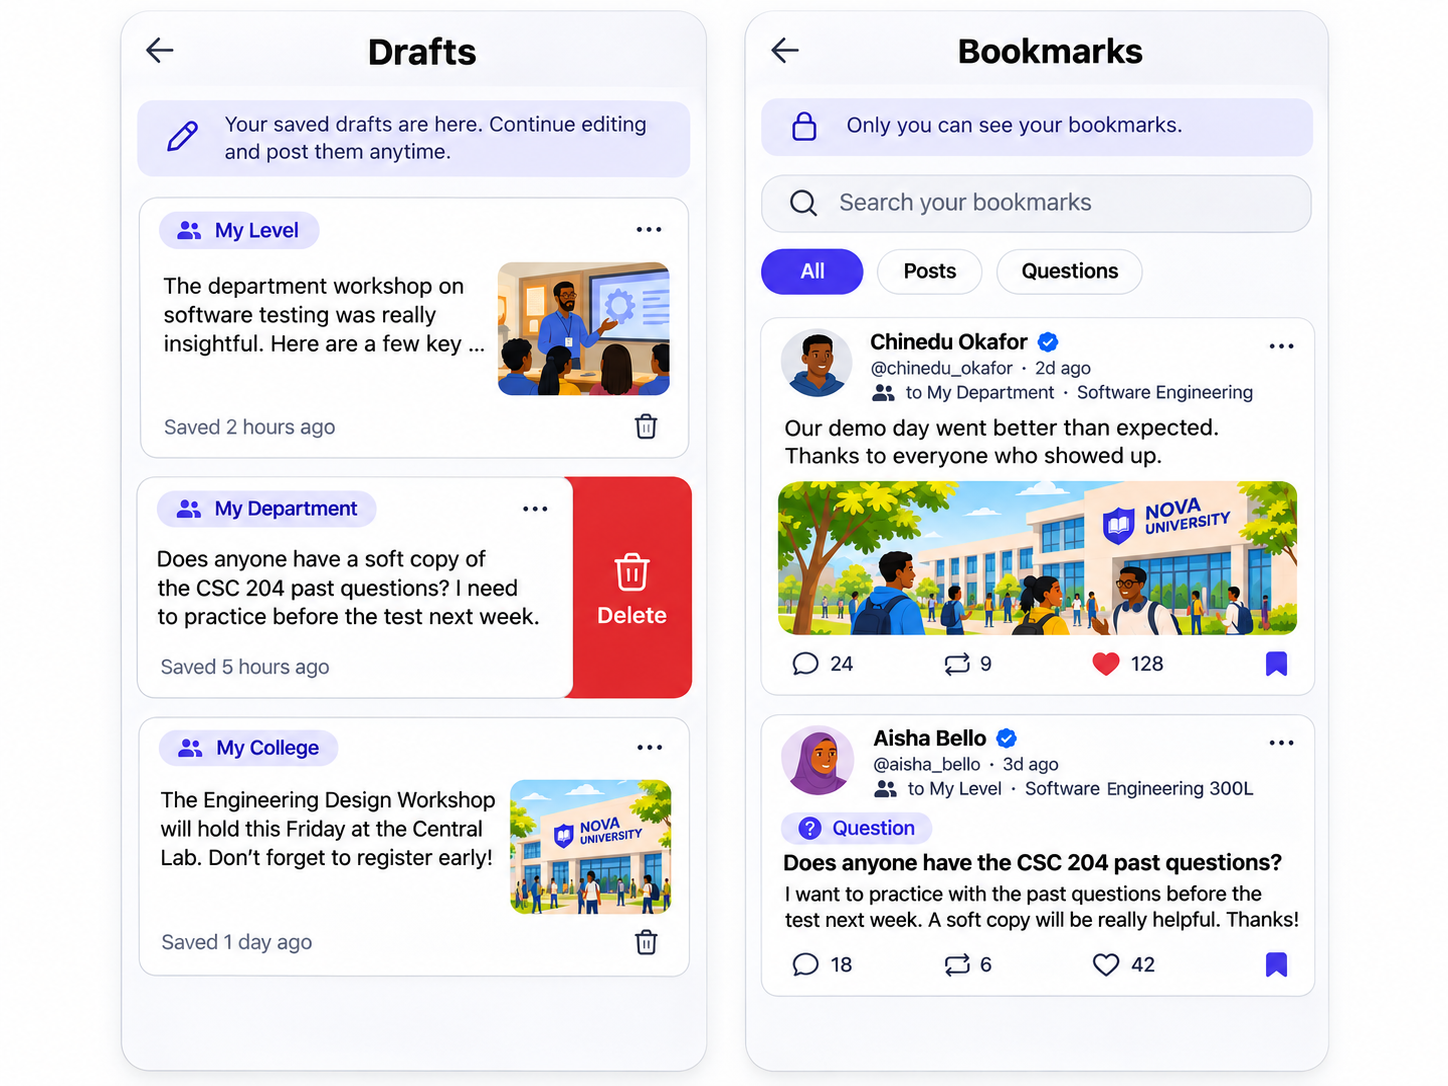 Drafts
Your saved drafts are here. Continue editing
and post them anytime.
My Level
The department workshop on
software testing was really
insightful. Here are a few key ...
Saved 2 hours ago
My Department
Does anyone have a soft copy of
the CSC 204 past questions? I need
to practice before the test next week.
Saved 5 hours ago
Delete
My College
The Engineering Design Workshop
will hold this Friday at the Central
Lab. Don’t forget to register early!
NOVA
UNIVERSITY
Saved 1 day ago
Bookmarks
Only you can see your bookmarks.
Search your bookmarks
All
Posts
Questions
Chinedu Okafor
@chinedu_okafor · 2d ago
to My Department · Software Engineering
Our demo day went better than expected.
Thanks to everyone who showed up.
NOVA
UNIVERSITY
24
9
128
Aisha Bello
@aisha_bello · 3d ago
to My Level · Software Engineering 300L
? Question
Does anyone have the CSC 204 past questions?
I want to practice with the past questions before the
test next week. A soft copy will be really helpful. Thanks!
18
6
42